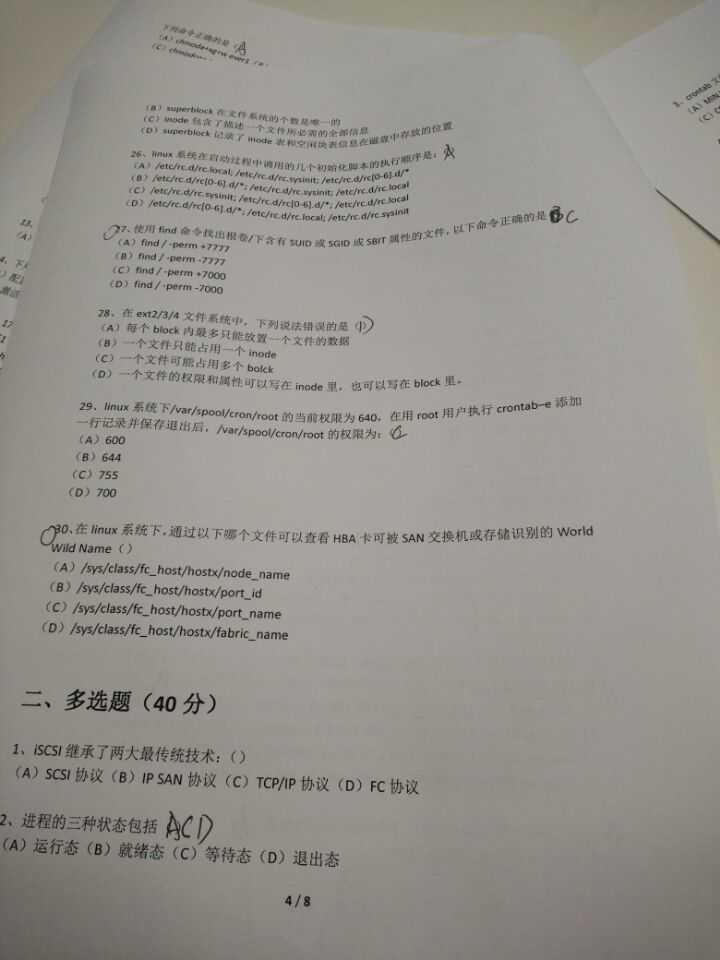 下列命令正确的是（A
（B）superblock 在文件系统的个数是唯一的
（C）inode 包含了描述一个文件所必需的全部信息
（D）superblock 记录了 inode 表和空闲块表信息在磁盘中存放的位置
26、linux 系统在启动过程中调用的几个初始化脚本的执行顺序是：A
（A）/etc/rc.d/rc.local; /etc/rc.d/rc.sysinit; /etc/rc.d/rc[0-6].d/*
（B）/etc/rc.d/rc[0-6].d/*; /etc/rc.d/rc.sysinit; /etc/rc.d/rc.local
（C）/etc/rc.d/rc.sysinit; /etc/rc.d/rc[0-6].d/*; /etc/rc.d/rc.local
（D）/etc/rc.d/rc[0-6].d/*; /etc/rc.d/rc.local; /etc/rc.d/rc.sysinit
27、使用 find 命令找出根卷/下含有 SUID 或 SGID 或 SBIT 属性的文件，以下命令正确的是 C
（A）find / -perm +7777
（B）find / -perm -7777
（C）find / -perm +7000
（D）find / -perm -7000
28、在 ext2/3/4 文件系统中，下列说法错误的是（D）
（A）每个 block 内最多只能放置一个文件的数据
（B）一个文件只能占用一个 inode
（C）一个文件可能占用多个 bolck
（D）一个文件的权限和属性可以写在 inode 里，也可以写在 block 里。
29、linux 系统下/var/spool/cron/root 的当前权限为 640，在用 root 用户执行 crontab–e 添加
一行记录并保存退出后，/var/spool/cron/root 的权限为：C
（A）600
（B）644
（C）755
（D）700
30、在 linux 系统下，通过以下哪个文件可以查看 HBA 卡可被 SAN 交换机或存储识别的 World
Wild Name（）
（A）/sys/class/fc_host/hostx/node_name
（B）/sys/class/fc_host/hostx/port_id
（C）/sys/class/fc_host/hostx/port_name
（D）/sys/class/fc_host/hostx/fabric_name
二、多选题（40 分）
1、iSCSI 继承了两大最传统技术：（）
（A）SCSI 协议（B）IP SAN 协议（C）TCP/IP 协议（D）FC 协议
2、进程的三种状态包括 ACD
（A）运行态（B）就绪态（C）等待态（D）退出态
4 / 8
3、crontab
（A）MIN